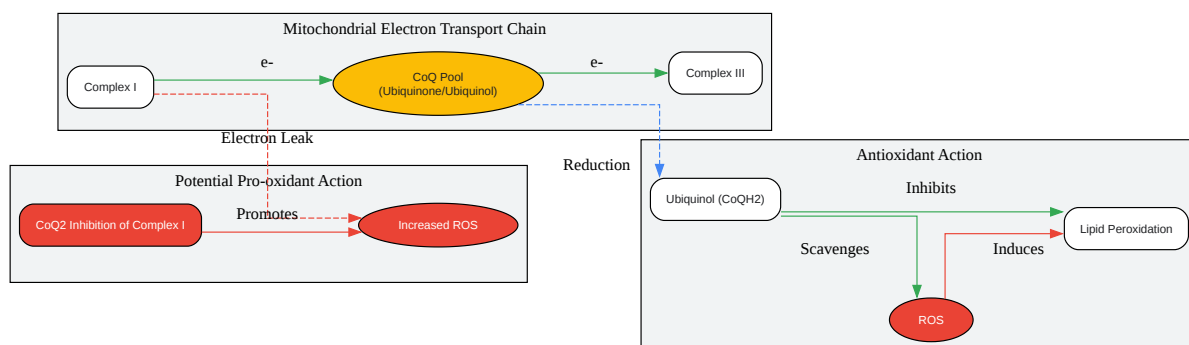 Mitochondrial Electron Transport Chain
Complex I
e-
CoQ Pool
(Ubiquinone/Ubiquinol)
e-
Complex III
Electron Leak
Reduction
Potential Pro-oxidant Action
CoQ2 Inhibition of Complex I
Promotes
Increased ROS
Antioxidant Action
Ubiquinol (CoQH2)
Inhibits
Lipid Peroxidation
Scavenges
Induces
ROS